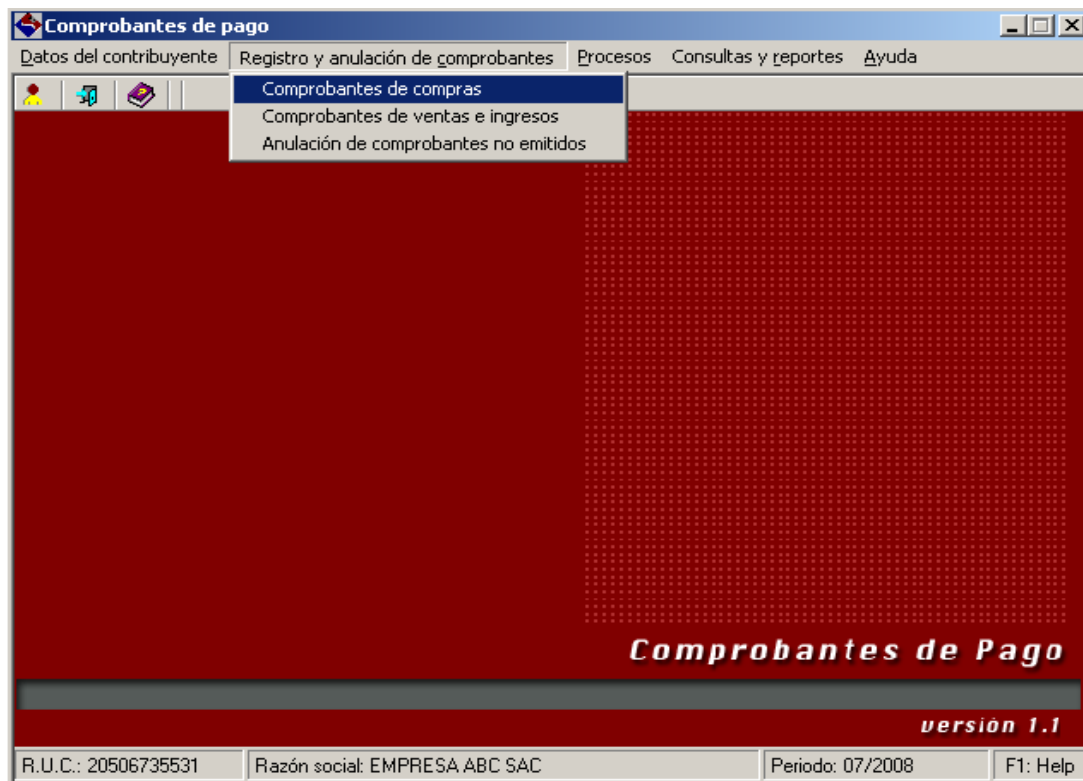 Comprobantes de pago
Datos del contribuyente Registro y anulación de comprobantes Procesos Consultas y reportes Ayuda
Comprobantes de compras
Comprobantes de ventas e ingresos
Anulación de comprobantes no emitidos
Comprobantes de Pago
versión 1.1
R.U.C.: 20506735531 Razón social: EMPRESA ABC SAC Periodo: 07/2008 F1: Help